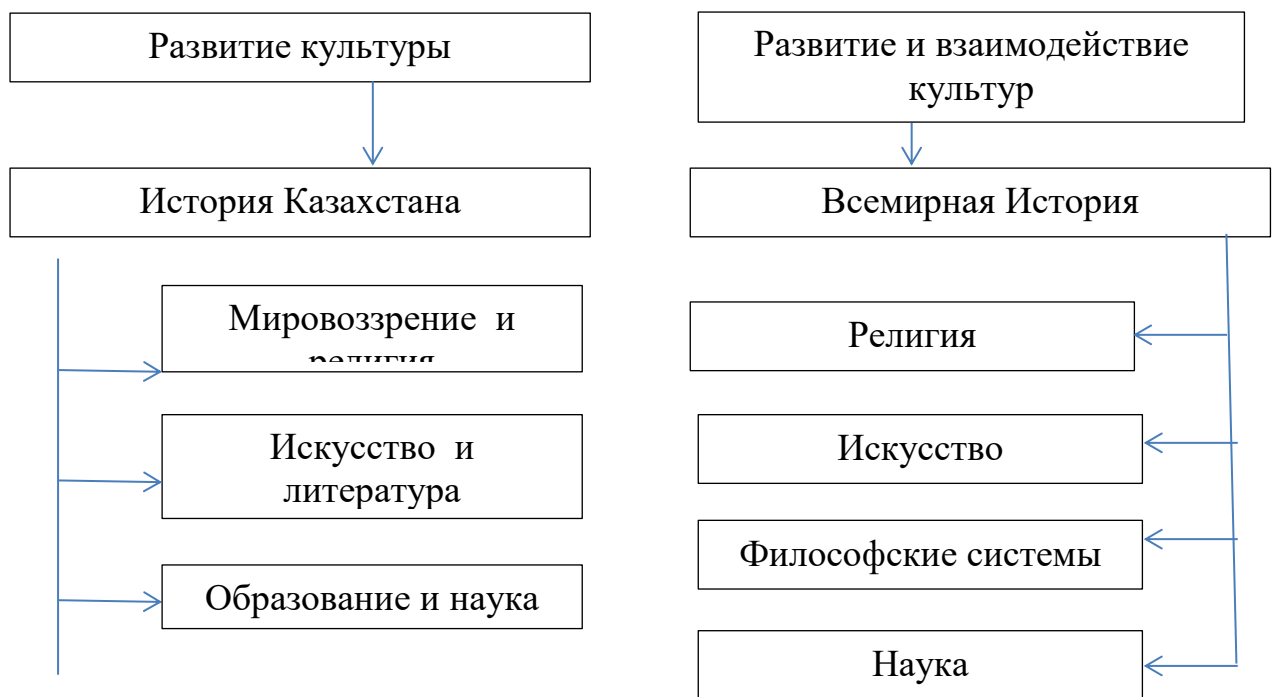 Развитие культуры
История Казахстана
Мировоззрение и
религия
Искусство и
литература
Образование и наука
Развитие и взаимодействие
культур
Всемирная История
Религия
Искусство
Философские системы
Наука